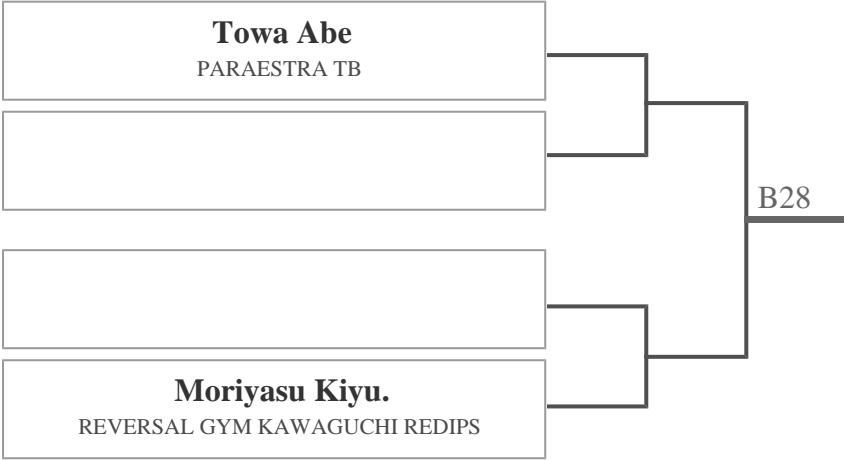 Towa Abe
PARAESTRA TB
B28
Moriyasu Kiyu.
REVERSAL GYM KAWAGUCHI REDIPS